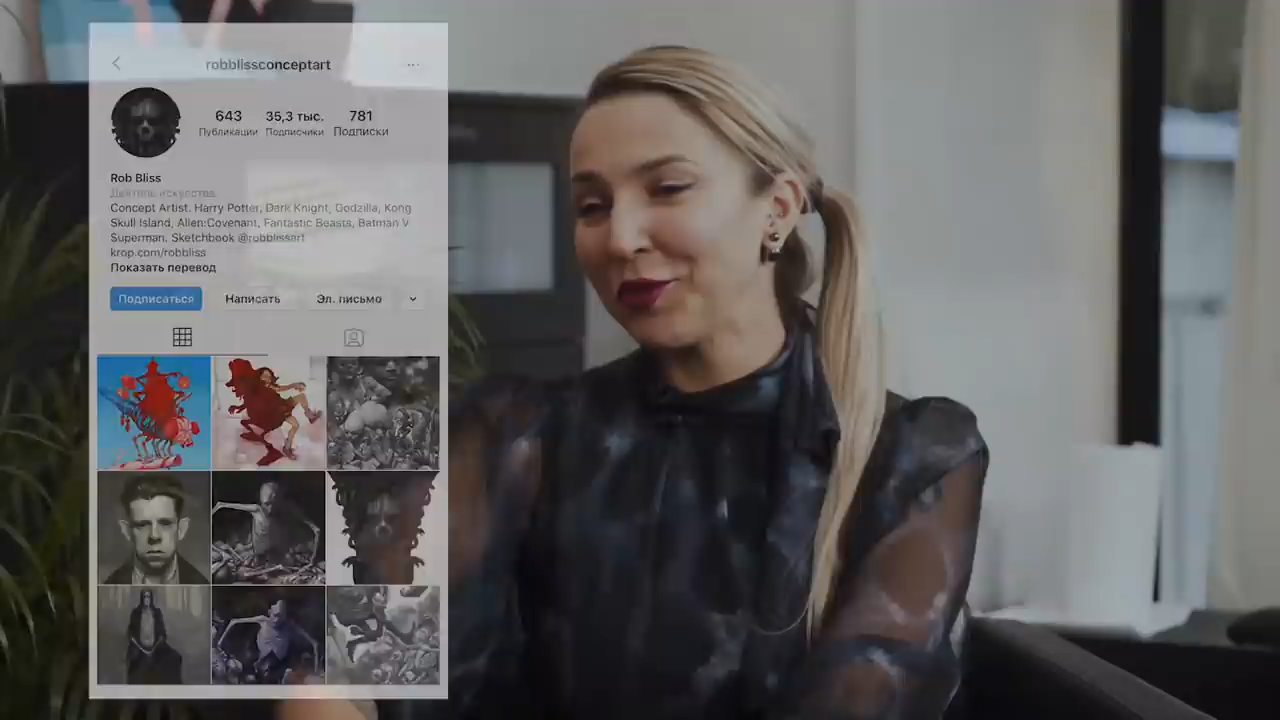 robblissconceptart
643 35,3 тыс. 781
Публикации Подписчики Подписки
Rob Bliss
Деятель искусства
Concept Artist. Harry Potter, Dark Knight, Godzilla, Kong
Skull Island, Alien:Covenant, Fantastic Beasts, Batman V
Superman. Sketchbook @robblissart
krop.com/robbliss
Показать перевод
Подписаться Написать Эл. письмо